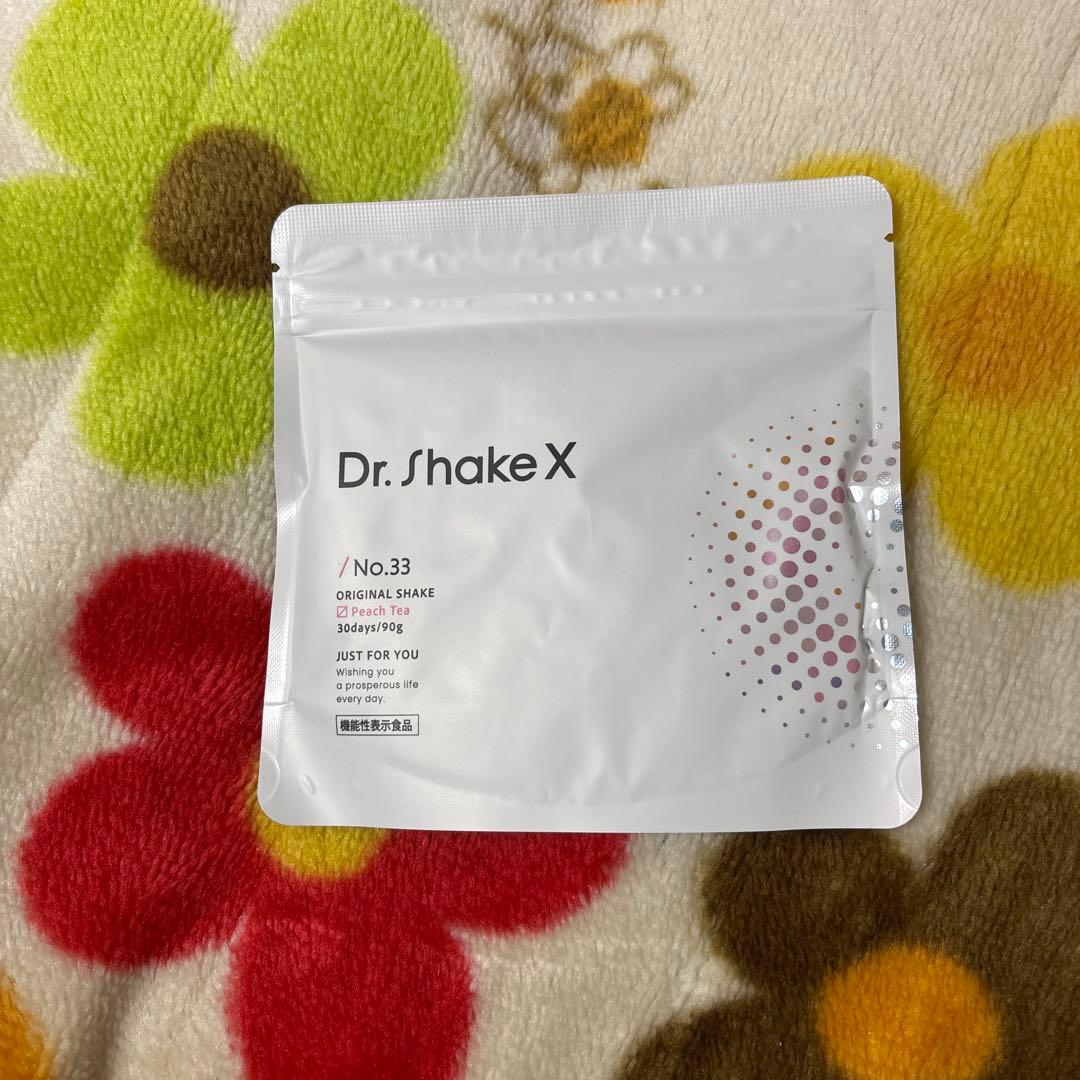 Dr. Shake X
/No.33
ORIGINAL SHAKE
Peach Tea
30days/90g
JUST FOR YOU
Wishing you
a prosperous life
every day.
機能性表示食品